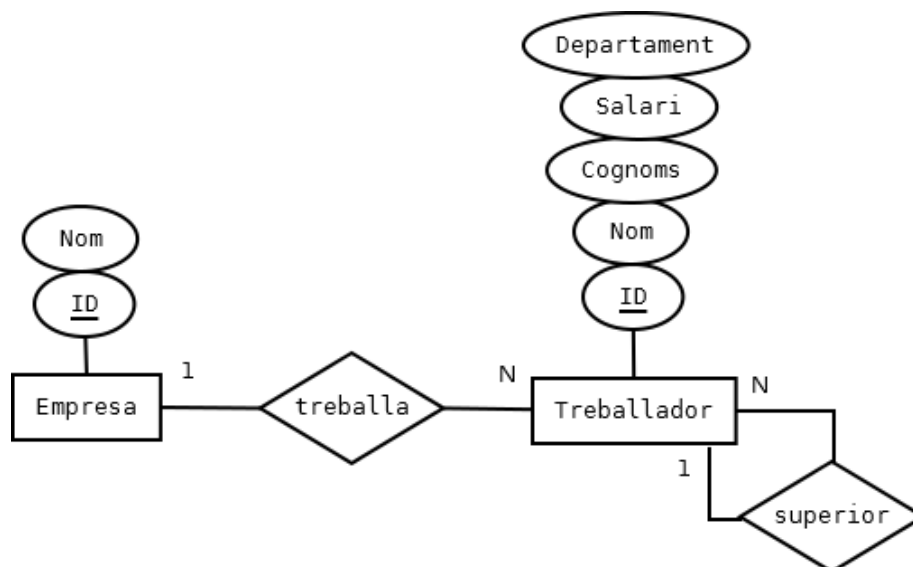 Departament
Salari
Cognoms
Nom
Nom
ID
ID
1
N
N
Empresa
treballa
Treballador
1
superior